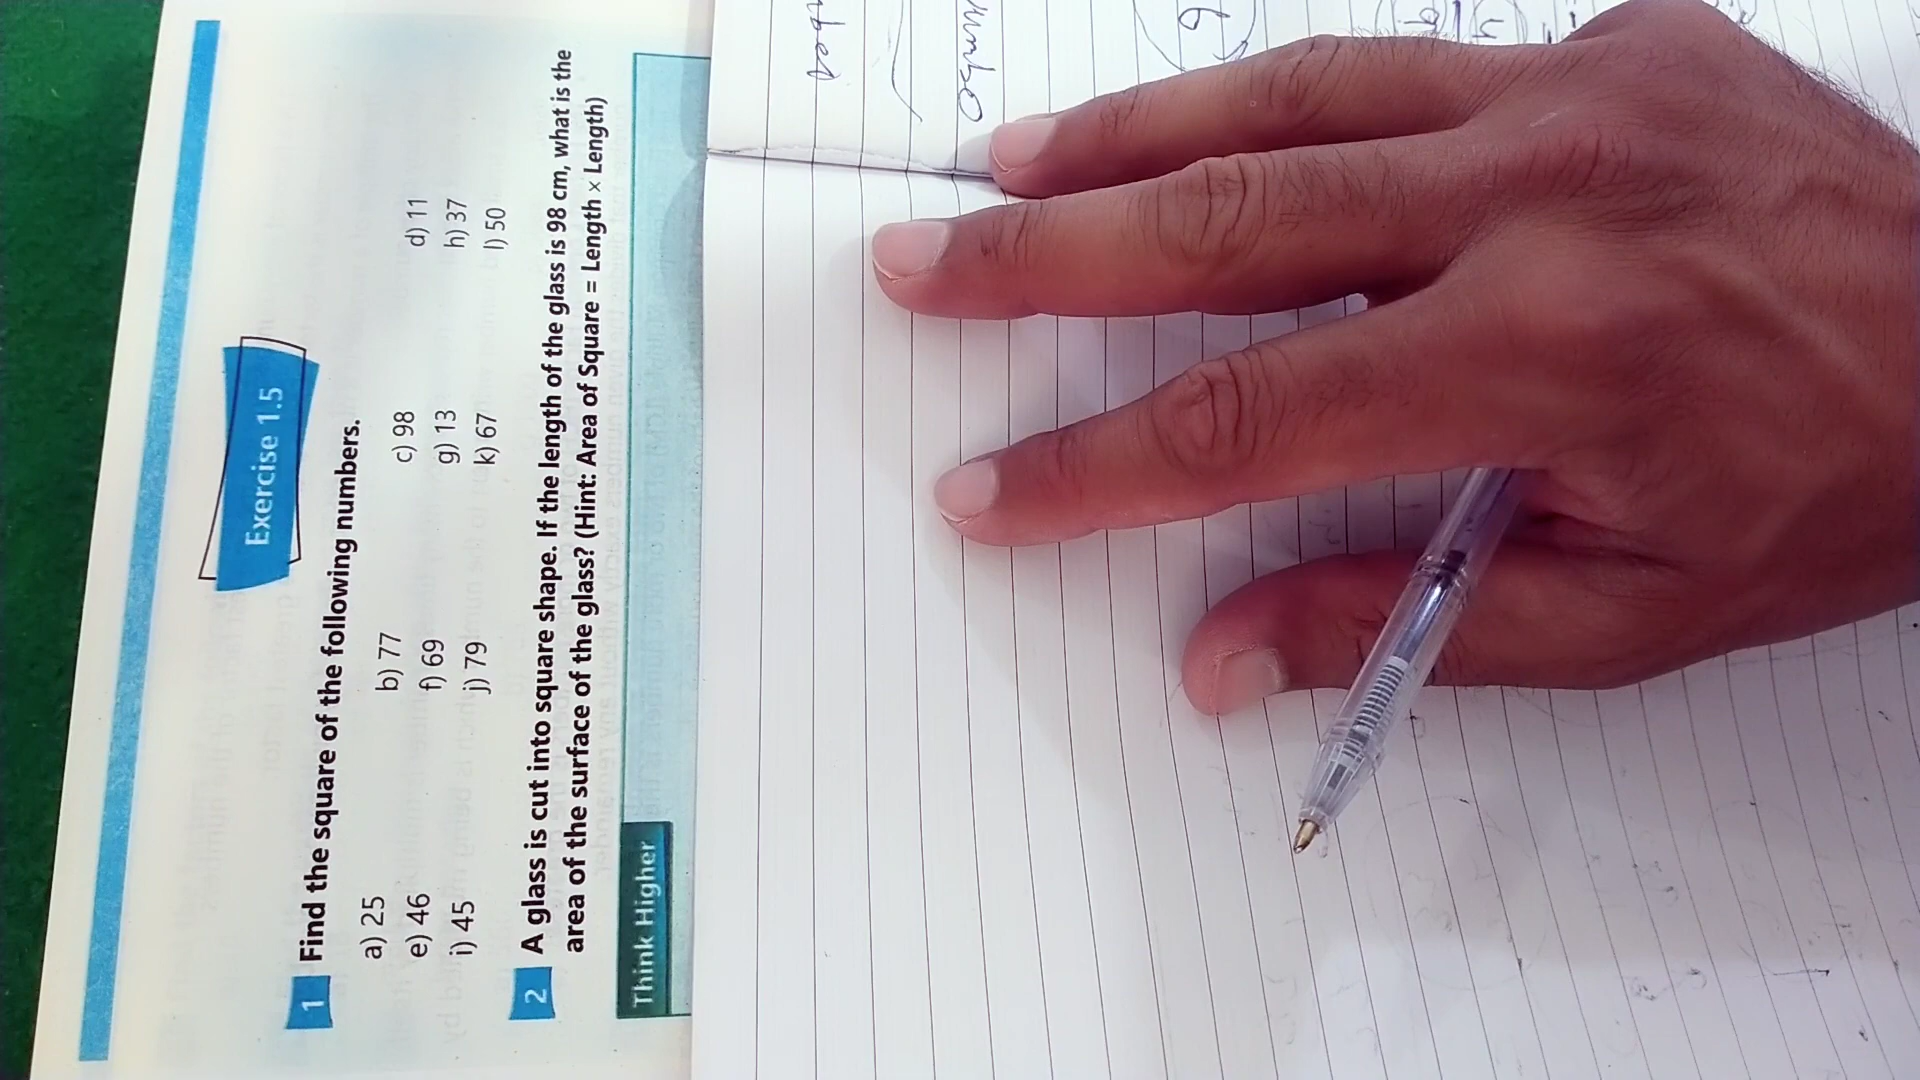 Exercise 1.5
1 Find the square of the following numbers.
a) 25 b) 77 c) 98 d) 11
e) 46 f) 69 g) 13 h) 37
i) 45 j) 79 k) 67 l) 50
2 A glass is cut into square shape. If the length of the glass is 98 cm, what is the
area of the surface of the glass? (Hint: Area of Square = Length × Length)
Think Higher